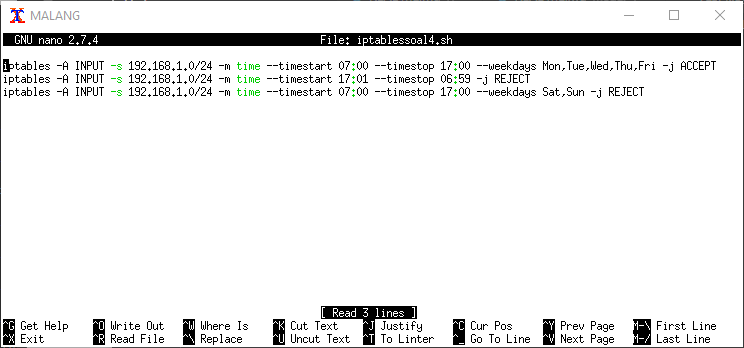 MALANG
GNU nano 2.7.4 File: iptablessoal4.sh
iptables -A INPUT -s 192.168.1.0/24 -m time --timestart 07:00 --timestop 17:00 --weekdays Mon,Tue,Wed,Thu,Fri -j ACCEPT
iptables -A INPUT -s 192.168.1.0/24 -m time --timestart 17:01 --timestop 06:59 -j REJECT
iptables -A INPUT -s 192.168.1.0/24 -m time --timestart 07:00 --timestop 17:00 --weekdays Sat,Sun -j REJECT
[ Read 3 lines ]
^G Get Help ^O Write Out ^W Where Is ^K Cut Text ^J Justify ^C Cur Pos ^Y Prev Page M-\ First Line
^X Exit ^R Read File ^\ Replace ^U Uncut Text ^T To Linter ^_ Go To Line ^V Next Page M-/ Last Line